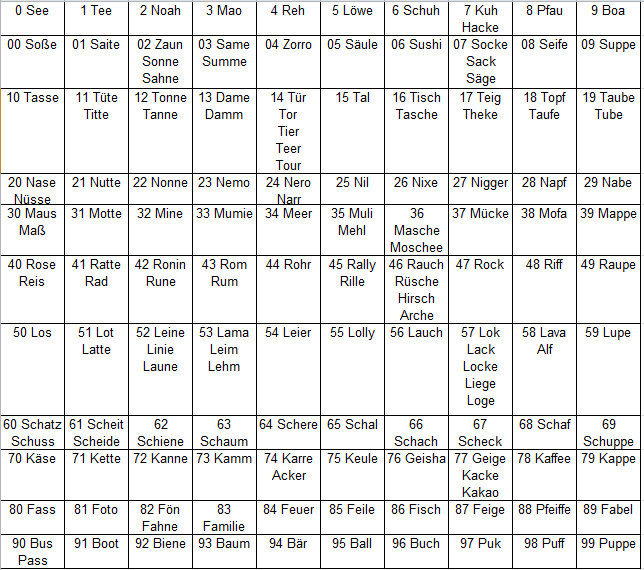 0 See 1 Tee 2 Noah 3 Mao 4 Reh 5 Löwe 6 Schuh 7 Kuh 8 Pfau 9 Boa
Hacke
00 Soße 01 Saite 02 Zaun 03 Same 04 Zorro 05 Säule 06 Sushi 07 Socke 08 Seife 09 Suppe
Sonne Summe Sack
Sahne Säge
10 Tasse 11 Tüte 12 Tonne 13 Dame 14 Tür 15 Tal 16 Tisch 17 Teig 18 Topf 19 Taube
Titte Tanne Damm Tor Tasche Theke Taufe Tube
Tier
Teer
Tour
20 Nase 21 Nutte 22 Nonne 23 Nemo 24 Nero 25 Nil 26 Nixe 27 Nigger 28 Napf 29 Nabe
Nüsse Narr
30 Maus 31 Motte 32 Mine 33 Mumie 34 Meer 35 Muli 36 37 Mücke 38 Mofa 39 Mappe
Maß Mehl Masche
Moschee
40 Rose 41 Ratte 42 Ronin 43 Rom 44 Rohr 45 Rally 46 Rauch 47 Rock 48 Riff 49 Raupe
Reis Rad Rune Rum Rille Rüsche
Hirsch
Arche
50 Los 51 Lot 52 Leine 53 Lama 54 Leier 55 Lolly 56 Lauch 57 Lok 58 Lava 59 Lupe
Latte Linie Leim Lack Alf
Laune Lehm Locke
Liege
Loge
60 Schatz 61 Scheit 62 63 64 Schere 65 Schal 66 67 68 Schaf 69
Schuss Scheide Schiene Schaum Schach Scheck Schuppe
70 Käse 71 Kette 72 Kanne 73 Kamm 74 Karre 75 Keule 76 Geisha 77 Geige 78 Kaffee 79 Kappe
Acker Kacke
Kakao
80 Fass 81 Foto 82 Fön 83 84 Feuer 85 Feile 86 Fisch 87 Feige 88 Pfeiffe 89 Fabel
Fahne Familie
90 Bus 91 Boot 92 Biene 93 Baum 94 Bär 95 Ball 96 Buch 97 Puk 98 Puff 99 Puppe
Pass